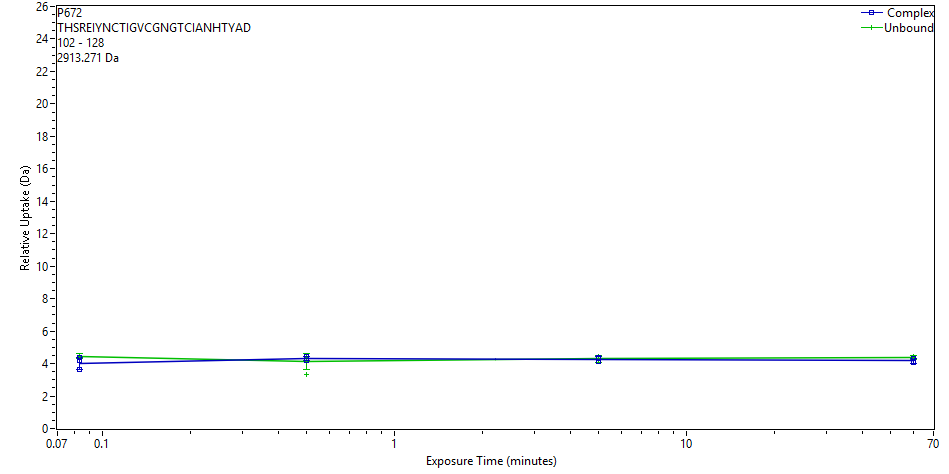 P672
THSREIYNCTIGVCGNGTCIANHTYAD
102 - 128
2913.271 Da
Complex
Unbound
Relative Uptake (Da)
26
24
22
20
18
16
14
12
10
8
6
4
2
0
0.07 0.1 1 10 70
Exposure Time (minutes)